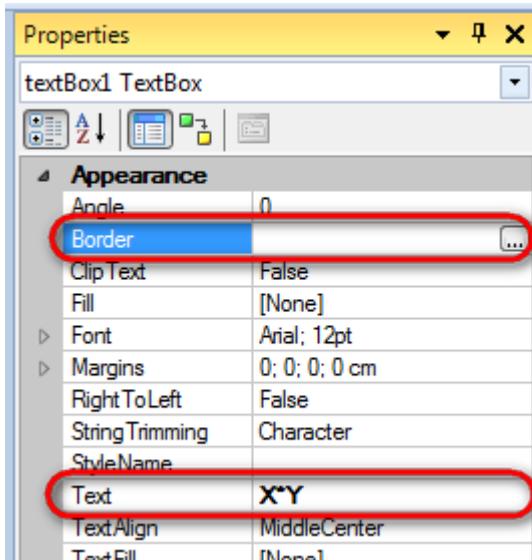 Properties
textBox1 TextBox
Appearance
Angle 0
Border ...
ClipText False
Fill [None]
Font Arial; 12pt
Margins 0; 0; 0; 0 cm
RightToLeft False
StringTrimming Character
StyleName
Text X*Y
TextAlign MiddleCenter
TextFill [None]